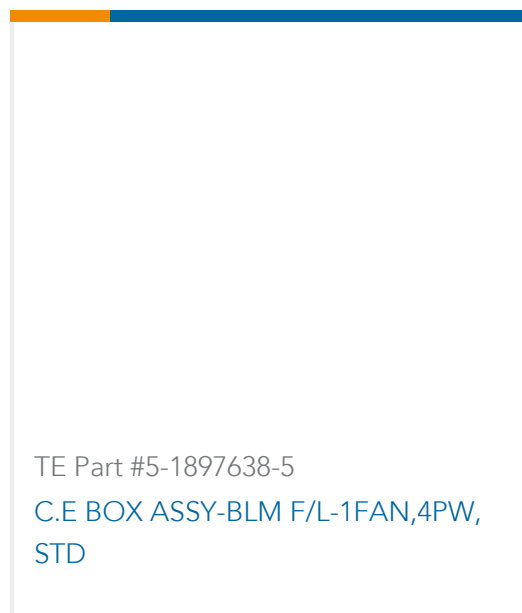 TE Part #5-1897638-5
C.E BOX ASSY-BLM F/L-1FAN,4PW,
STD